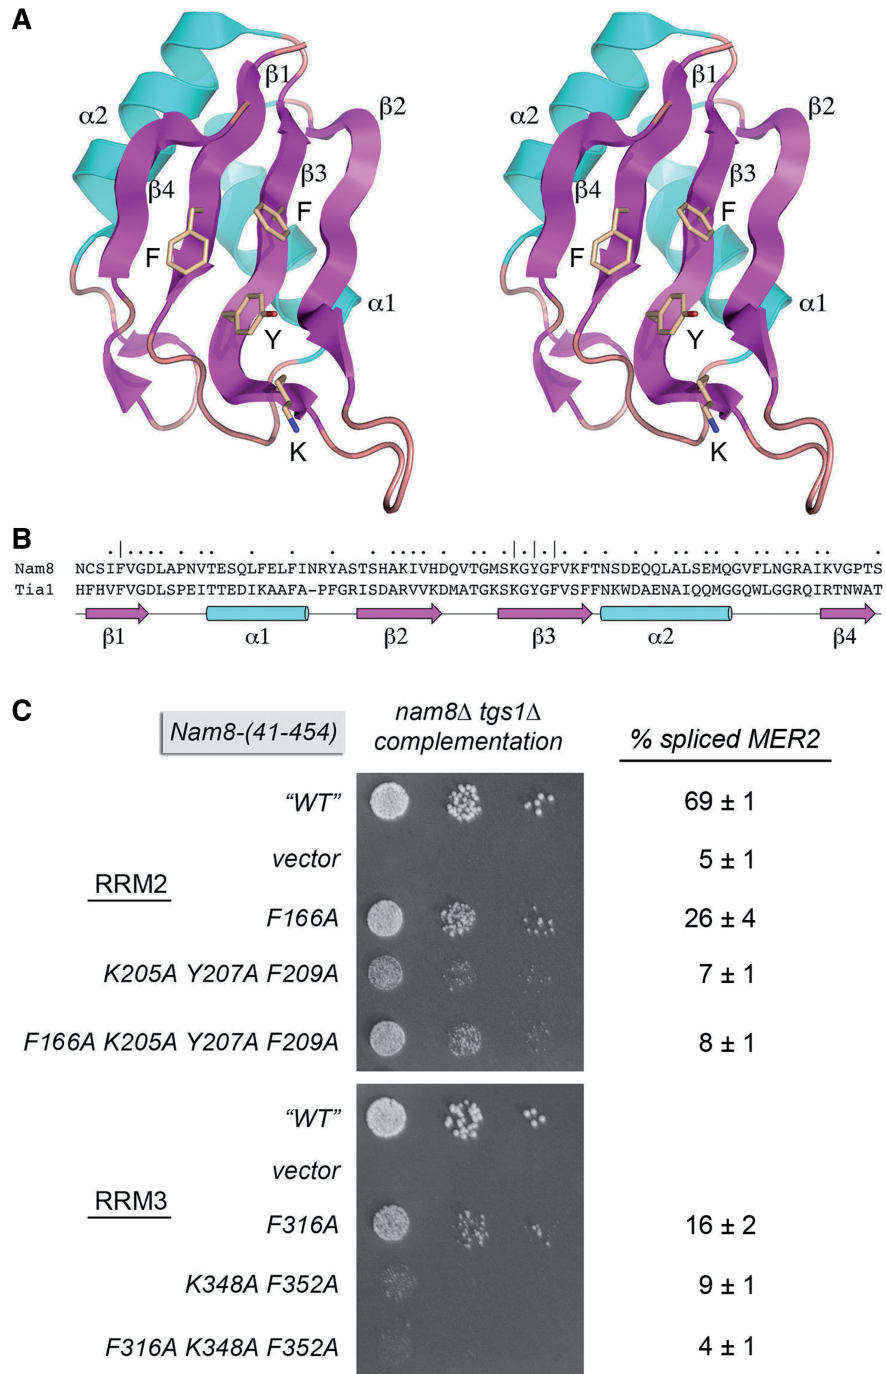 A
α2
β1
β2
β4
β3
F
F
α1
Y
K
α2
β1
β2
β4
β3
F
F
α1
Y
K
B
Nam8 NCSIFVGDLAPNVTESQLFELFINRYASTSHAKIVHDQVTGMSKGYGFVKFTNSDEQQLALSEMQGVFLNGRAIKVGPTS
Tia1 HFHVFVGDLSPEITTEDIKAAFA-PFGRISDARVVKDMATGKSKGYGFVSFFNKWDAENAIQQMGGQWLGGRQIRTNWAT
β1 α1 β2 β3 α2 β4
C
Nam8-(41-454)
nam8Δ tgs1Δ
complementation
% spliced MER2
“WT” 69 ± 1
vector 5 ± 1
RRM2
F166A 26 ± 4
K205A Y207A F209A 7 ± 1
F166A K205A Y207A F209A 8 ± 1
“WT”
vector
RRM3
F316A 16 ± 2
K348A F352A 9 ± 1
F316A K348A F352A 4 ± 1